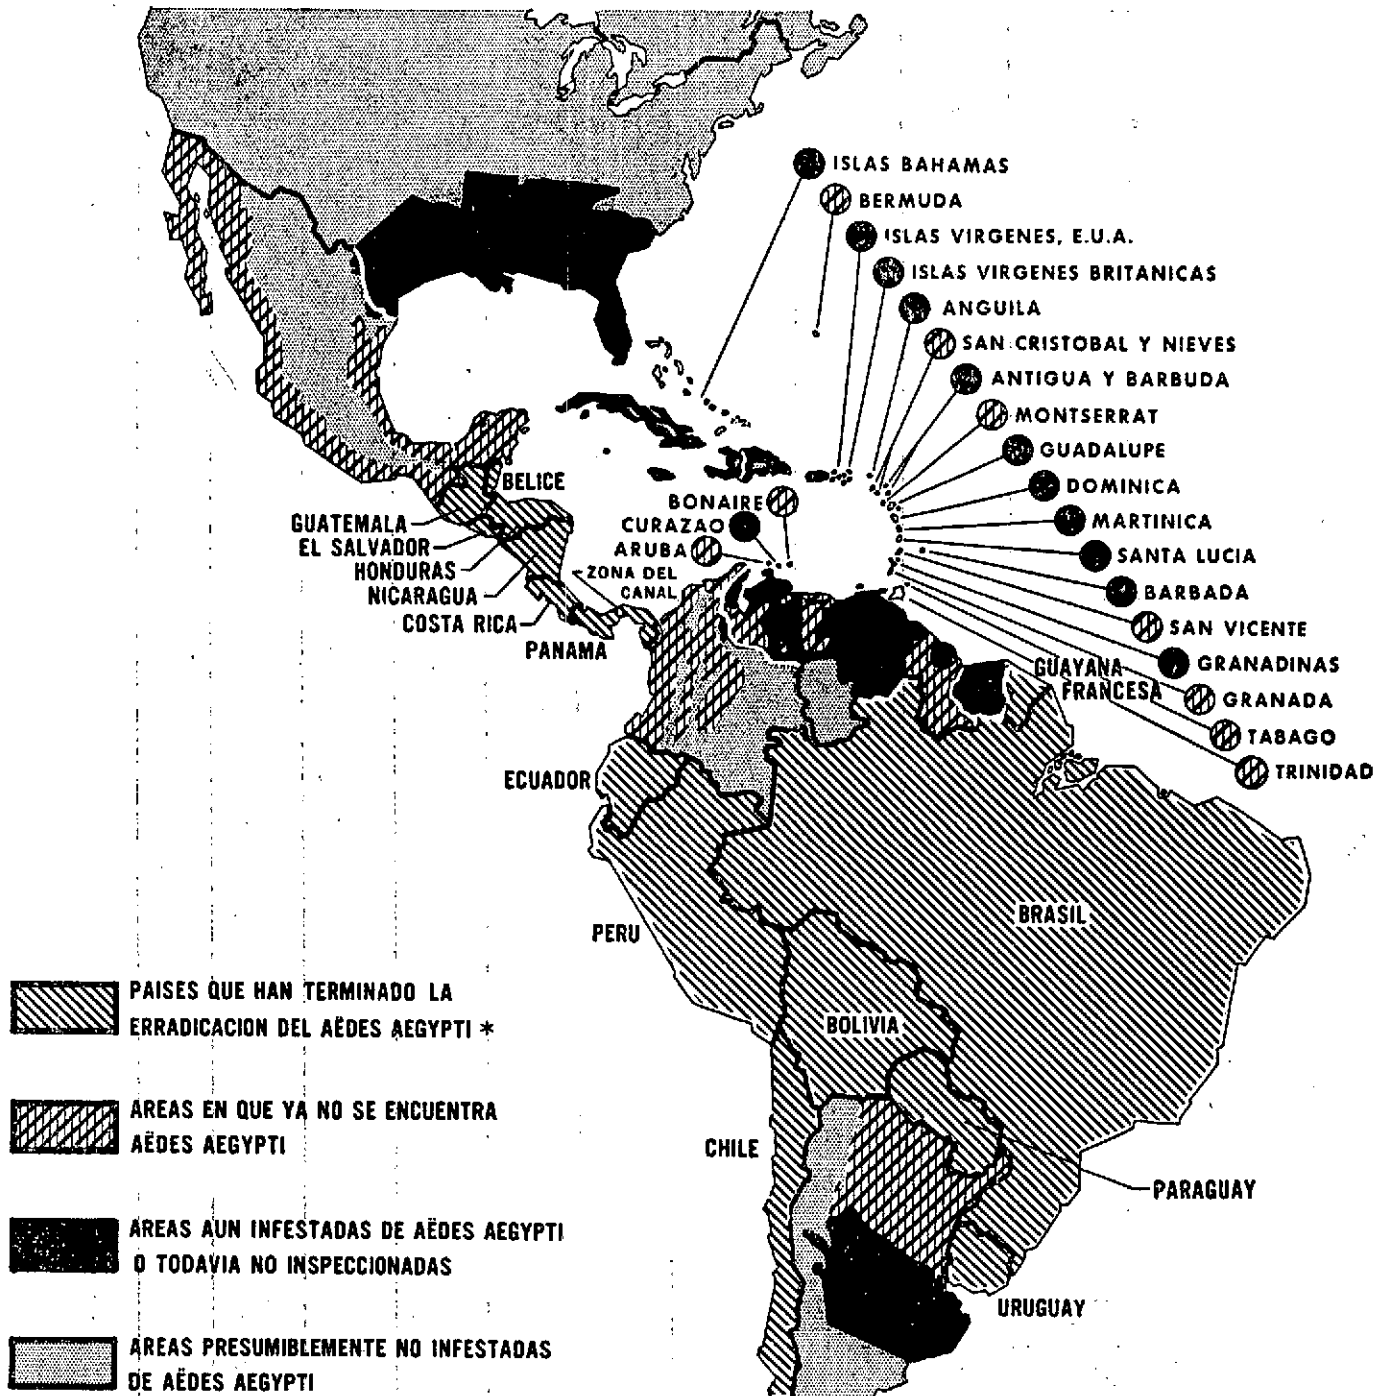 ISLAS BAHAMAS
BERMUDA
ISLAS VIRGENES, E.U.A.
ISLAS VIRGENES BRITANICAS
ANGUILA
SAN CRISTOBAL Y NIEVES
ANTIGUA Y BARBUDA
MONTSERRAT
GUADALUPE
DOMINICA
MARTINICA
SANTA LUCIA
BARBADA
SAN VICENTE
GRANADINAS
GRANADA
TABAGO
TRINIDAD
BONAIRE
CURAZAO
ARUBA
BELICE
GUATEMALA
EL SALVADOR
HONDURAS
NICARAGUA
COSTA RICA
PANAMA
ZONA DEL
CANAL
GUAYANA
FRANCESA
ECUADOR
PERU
BRASIL
BOLIVIA
CHILE
PARAGUAY
URUGUAY
PAISES QUE HAN TERMINADO LA
ERRADICACION DEL AËDES AEGYPTI *
AREAS EN QUE YA NO SE ENCUENTRA
AËDES AEGYPTI
AREAS AUN INFESTADAS DE AËDES AEGYPTI
O TODAVIA NO INSPECCIONADAS
AREAS PRESUMIBLEMENTE NO INFESTADAS
DE AËDES AEGYPTI